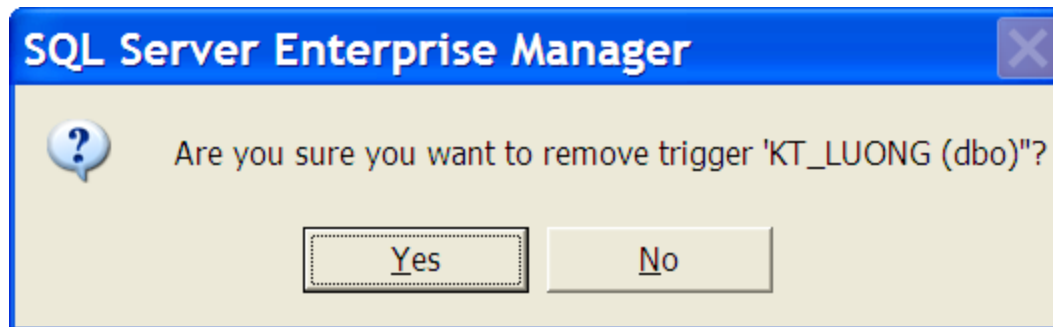 SQL Server Enterprise Manager
Are you sure you want to remove trigger 'KT_LUONG (dbo)''?
Yes
No